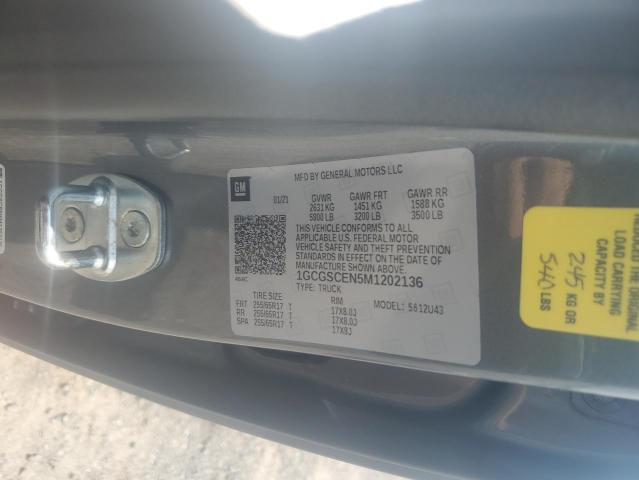 GM
MFD BY GENERAL MOTORS LLC
01/21
GVWR GAWR FRT GAWR RR
2631 KG 1451 KG 1588 KG
5800 LB 3200 LB 3500 LB
THIS VEHICLE CONFORMS TO ALL
APPLICABLE U.S. FEDERAL MOTOR
VEHICLE SAFETY AND THEFT PREVENTION
STANDARDS IN EFFECT ON THE DATE OF
MANUFACTURE SHOWN ABOVE.
1GCGSCEN5M1202136
TYPE: TRUCK
TIRE SIZE RIM MODEL: 5612U43
FRT 255/65R17 T 17X8.0J
RR 255/65R17 T 17X8.0J
SPA 255/65R17 T 17X8J
LOAD CARRYING
CAPACITY BY
245 KG OR
540 LBS